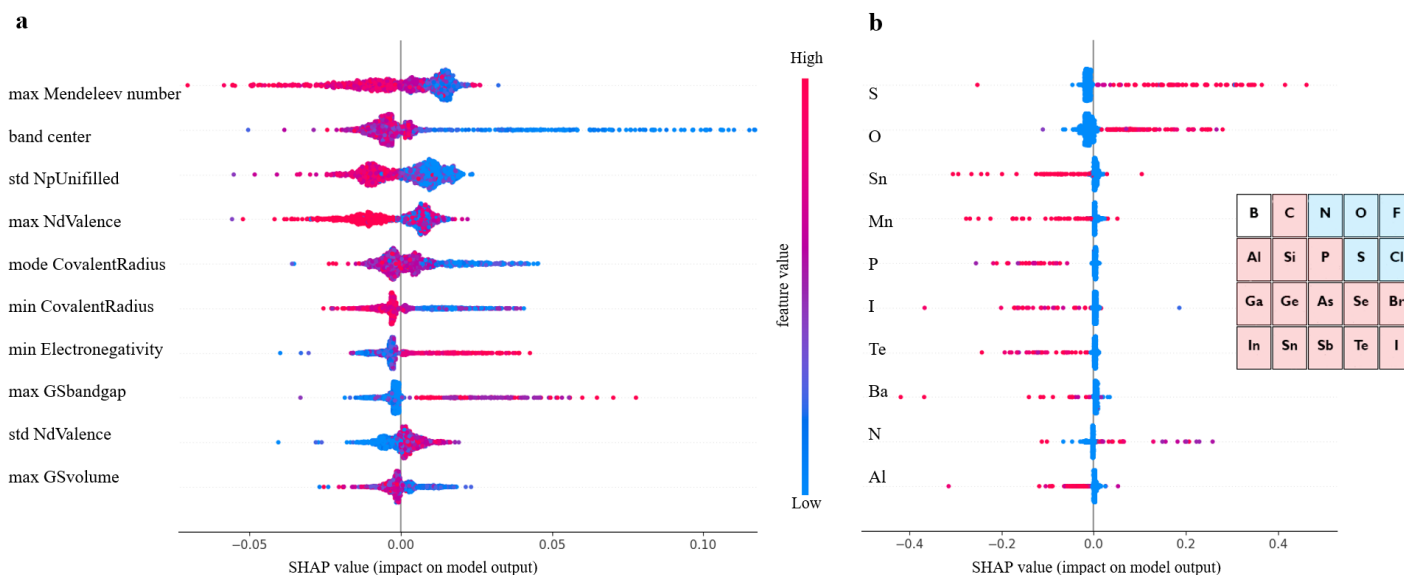 a
max Mendeleev number
band center
std NpUnifilled
max NdValence
mode CovalentRadius
min CovalentRadius
min Electronegativity
max GSbandgap
std NdValence
max GSvolume
−0.05 0.00 0.05 0.10
SHAP value (impact on model output)
High
feature value
Low
b
S
O
Sn
Mn
P
I
Te
Ba
N
Al
−0.4 −0.2 0.0 0.2 0.4
SHAP value (impact on model output)
B C N O F
Al Si P S Cl
Ga Ge As Se Br
In Sn Sb Te I